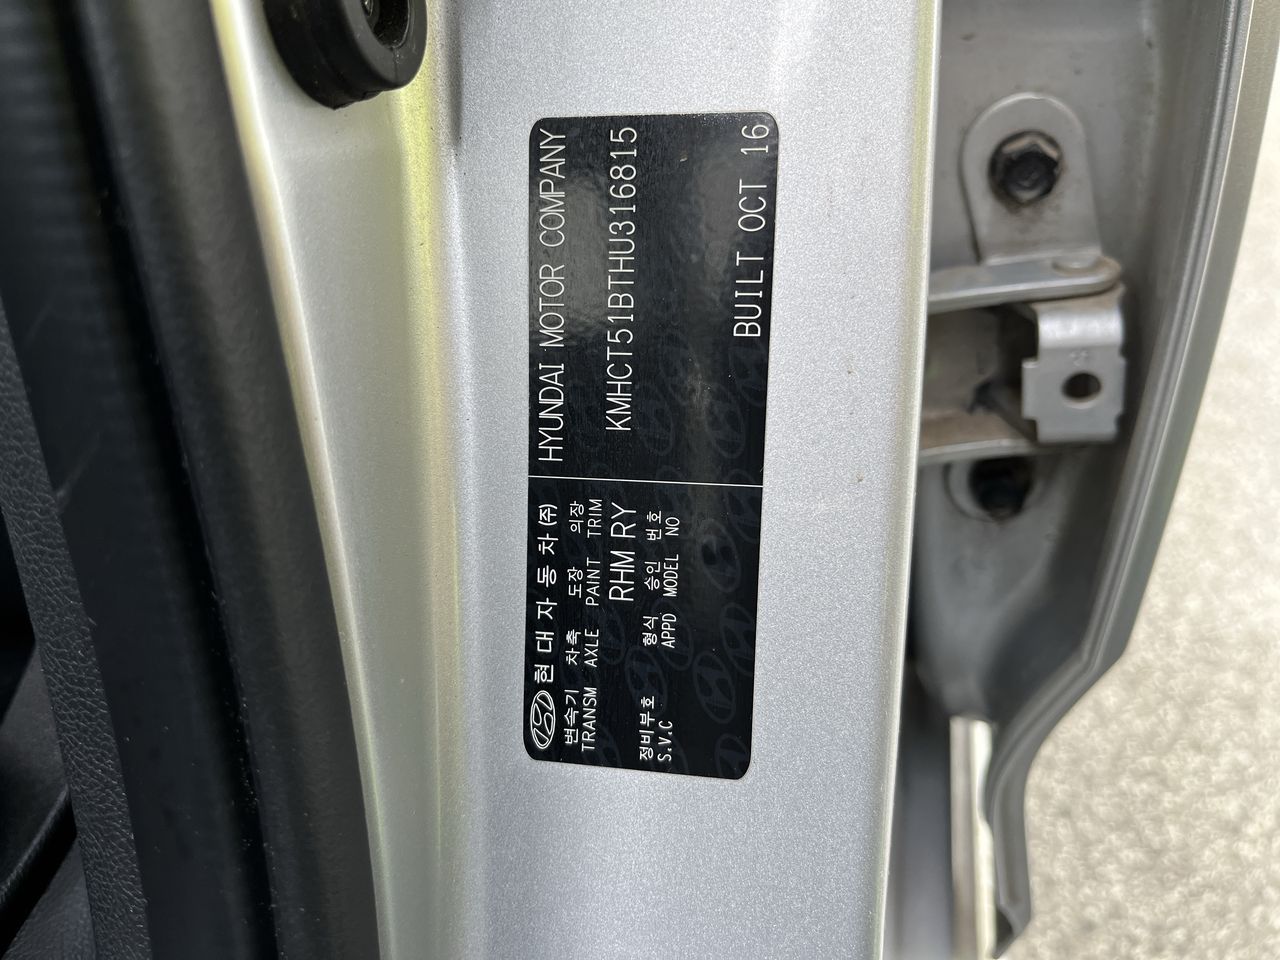 현대자동차(주)
HYUNDAI MOTOR COMPANY
변속기 차축 도장 의장
TRANSM AXLE PAINT TRIM
RHM RY
KMHCT51BTHU316815
정비부호 형식 승인 번호
S.V.C APPD MODEL NO
BUILT OCT 16